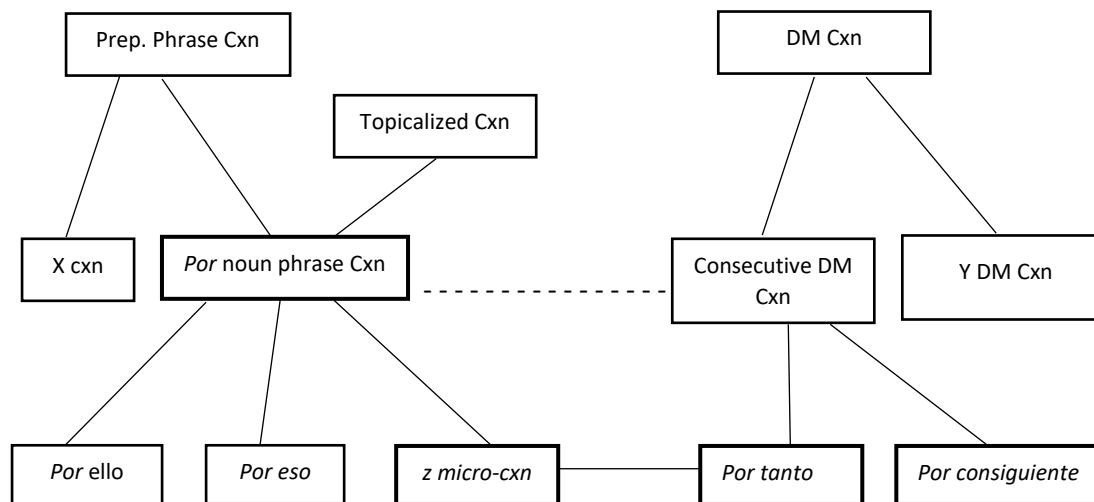 Prep. Phrase Cxn
DM Cxn
Topicalized Cxn
X cxn
Por noun phrase Cxn
Consecutive DM
Cxn
Y DM Cxn
Por ello
Por eso
z micro-cxn
Por tanto
Por consiguiente